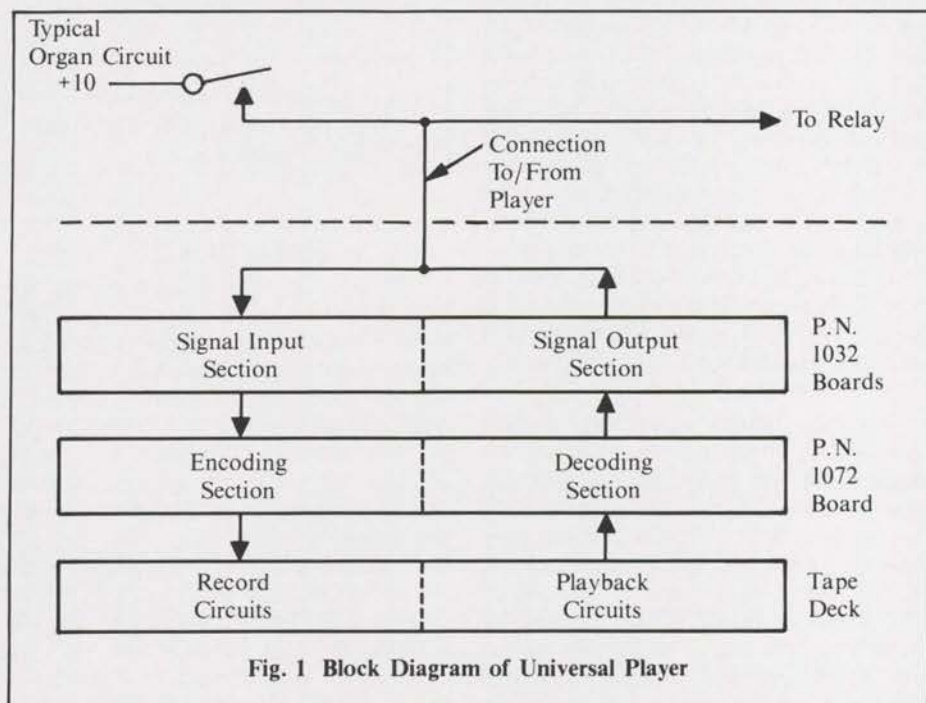 Typical
Organ Circuit
+10
To Relay
Connection
To/From
Player
Signal Input
Section
Signal Output
Section
P.N.
1032
Boards
Encoding
Section
Decoding
Section
P.N.
1072
Board
Record
Circuits
Playback
Circuits
Tape
Deck
Fig. 1 Block Diagram of Universal Player